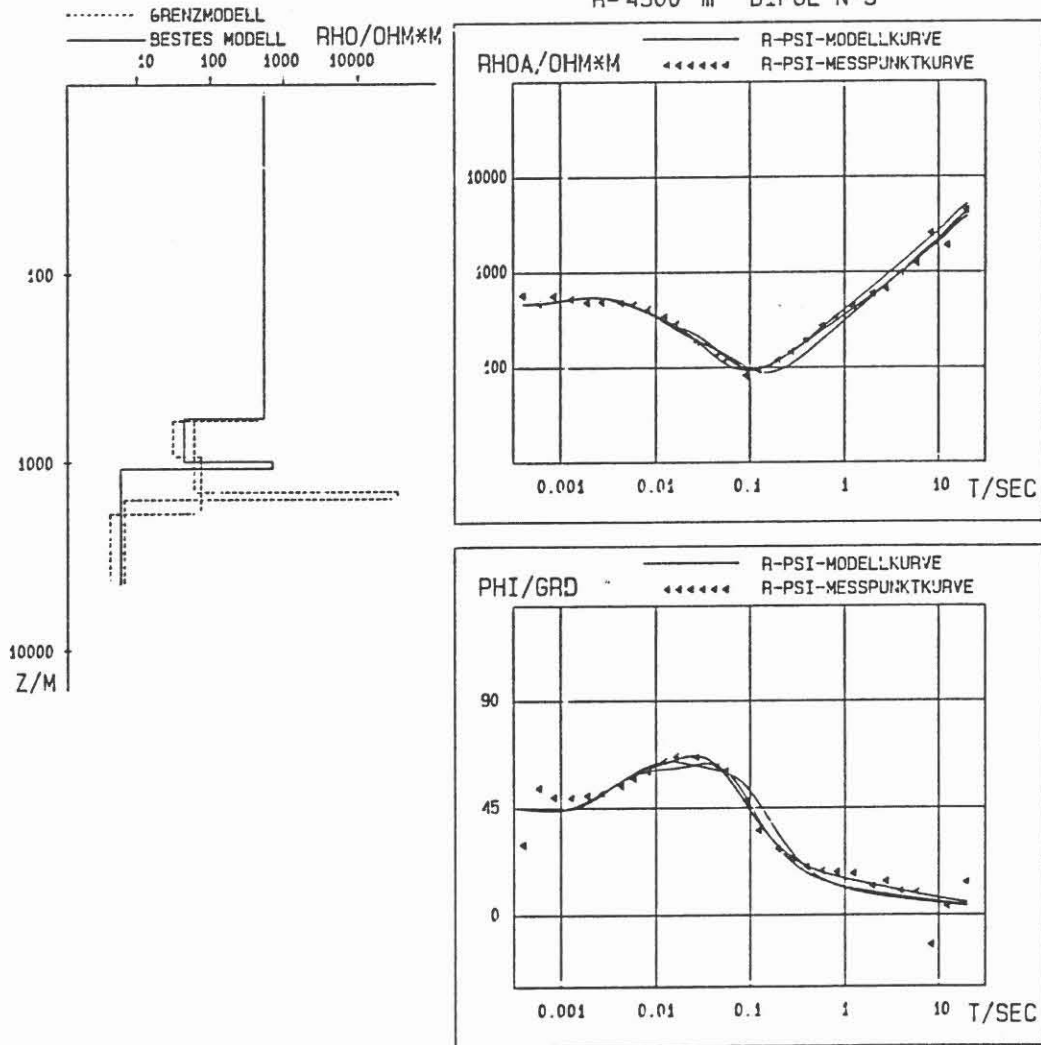 GRENZMODELL
BESTES MODELL
RHO/OHM*M
10 100 1000 10000
100
1000
10000
Z/M
R-PSI-MODELLKURVE
RHOA/OHM*M
R-PSI-MESSPUNKTKURVE
10000
1000
100
0.001 0.01 0.1 1 10 T/SEC
R-PSI-MODELLKURVE
PHI/GRD
R-PSI-MESSPUNKTKURVE
90
45
0
0.001 0.01 0.1 1 10 T/SEC